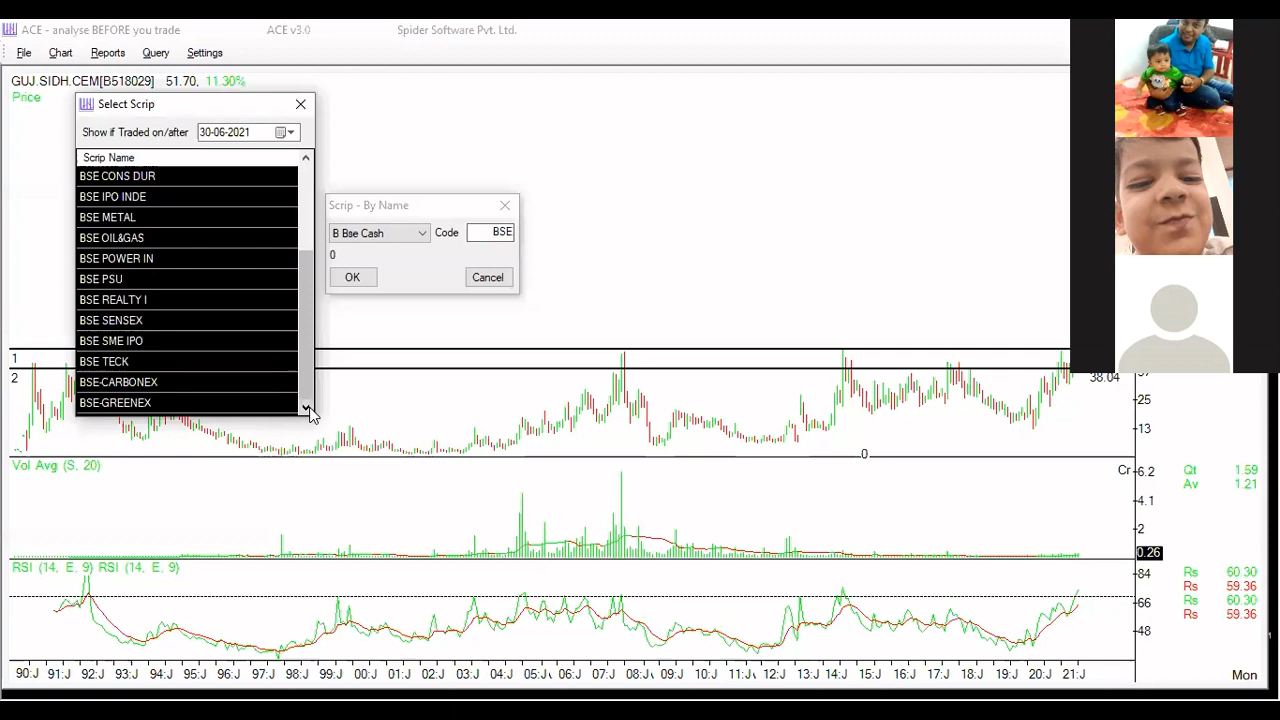 ACE - analyse BEFORE you trade ACE v3.0 Spider Software Pvt. Ltd.
File Chart Reports Query Settings
GUJ.SIDH.CEM[B518029] 51.70, 11.30%
Price
Select Scrip
Show if Traded on/after 30-06-2021
Scrip Name
BSE CONS DUR
BSE IPO INDE
BSE METAL
BSE OIL&GAS
BSE POWER IN
BSE PSU
BSE REALTY I
BSE SENSEX
BSE SME IPO
BSE TECK
BSE-CARBONEX
BSE-GREENEX
Scrip - By Name
B Bse Cash Code BSE
0
OK Cancel
1
2
38.04
25
13
0
Vol Avg (S. 20)
Cr 6.2
4.1
2
0.26
Qt 1.59
Av 1.21
RSI (14, E, 9) RSI (14, E, 9)
84
66
48
Rs 60.30
Rs 59.36
Rs 60.30
Rs 59.36
90:J 91:J 92:J 93:J 94:J 95:J 96:J 97:J 98:J 99:J 00:J 01:J 02:J 03:J 04:J 05:J 06:J 07:J 08:J 09:J 10:J 11:J 12:J 13:J 14:J 15:J 16:J 17:J 18:J 19:J 20:J 21:J Mon